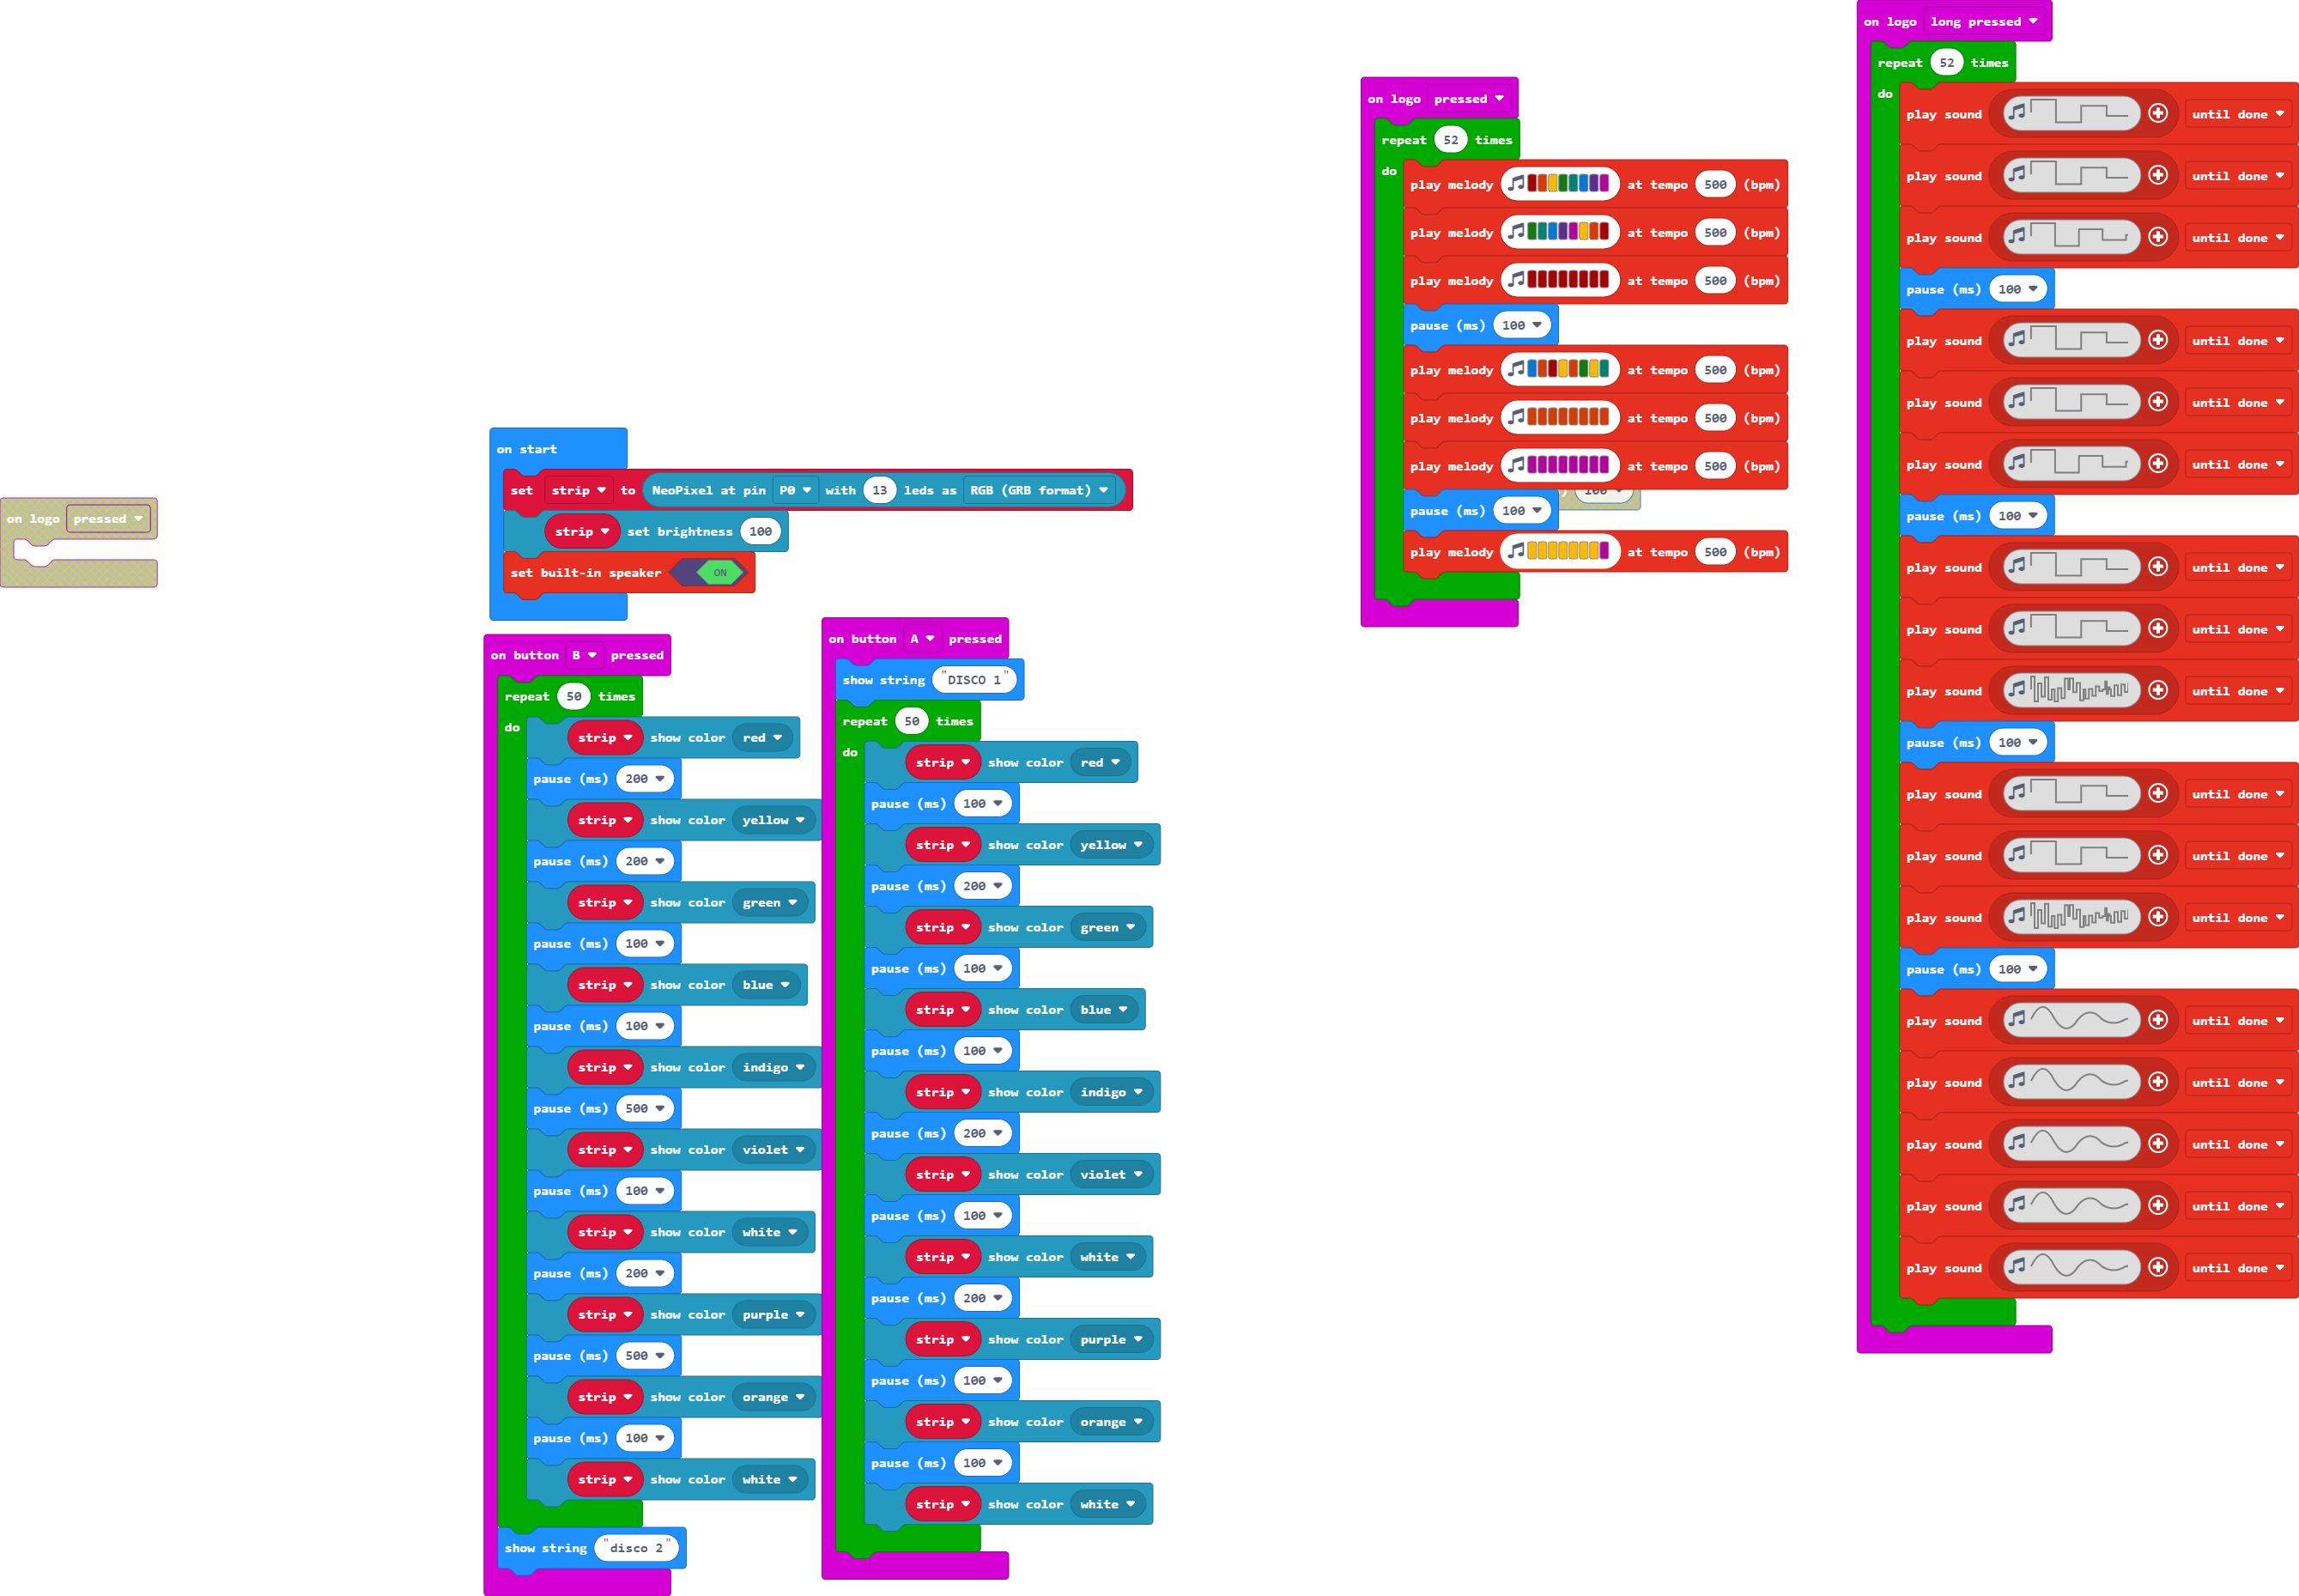 on logo pressed
on start
set strip to NeoPixel at pin P0 with 13 leds as RGB (GRB format)
strip set brightness 100
set built-in speaker ON
on button B pressed
repeat 50 times
do
strip show color red
pause (ms) 200
strip show color yellow
pause (ms) 200
strip show color green
pause (ms) 100
strip show color blue
pause (ms) 100
strip show color indigo
pause (ms) 500
strip show color violet
pause (ms) 100
strip show color white
pause (ms) 200
strip show color purple
pause (ms) 500
strip show color orange
pause (ms) 100
strip show color white
show string "disco 2"
on button A pressed
show string "DISCO 1"
repeat 50 times
do
strip show color red
pause (ms) 100
strip show color yellow
pause (ms) 200
strip show color green
pause (ms) 100
strip show color blue
pause (ms) 100
strip show color indigo
pause (ms) 200
strip show color violet
pause (ms) 100
strip show color white
pause (ms) 200
strip show color purple
pause (ms) 100
strip show color orange
pause (ms) 100
strip show color white
on logo pressed
repeat 52 times
do
play melody at tempo 500 (bpm)
play melody at tempo 500 (bpm)
play melody at tempo 500 (bpm)
pause (ms) 100
play melody at tempo 500 (bpm)
play melody at tempo 500 (bpm)
play melody at tempo 500 (bpm)
) 100
pause (ms) 100
play melody at tempo 500 (bpm)
on logo long pressed
repeat 52 times
do
play sound until done
play sound until done
play sound until done
pause (ms) 100
play sound until done
play sound until done
play sound until done
pause (ms) 100
play sound until done
play sound until done
play sound until done
pause (ms) 100
play sound until done
play sound until done
play sound until done
pause (ms) 100
play sound until done
play sound until done
play sound until done
play sound until done
play sound until done